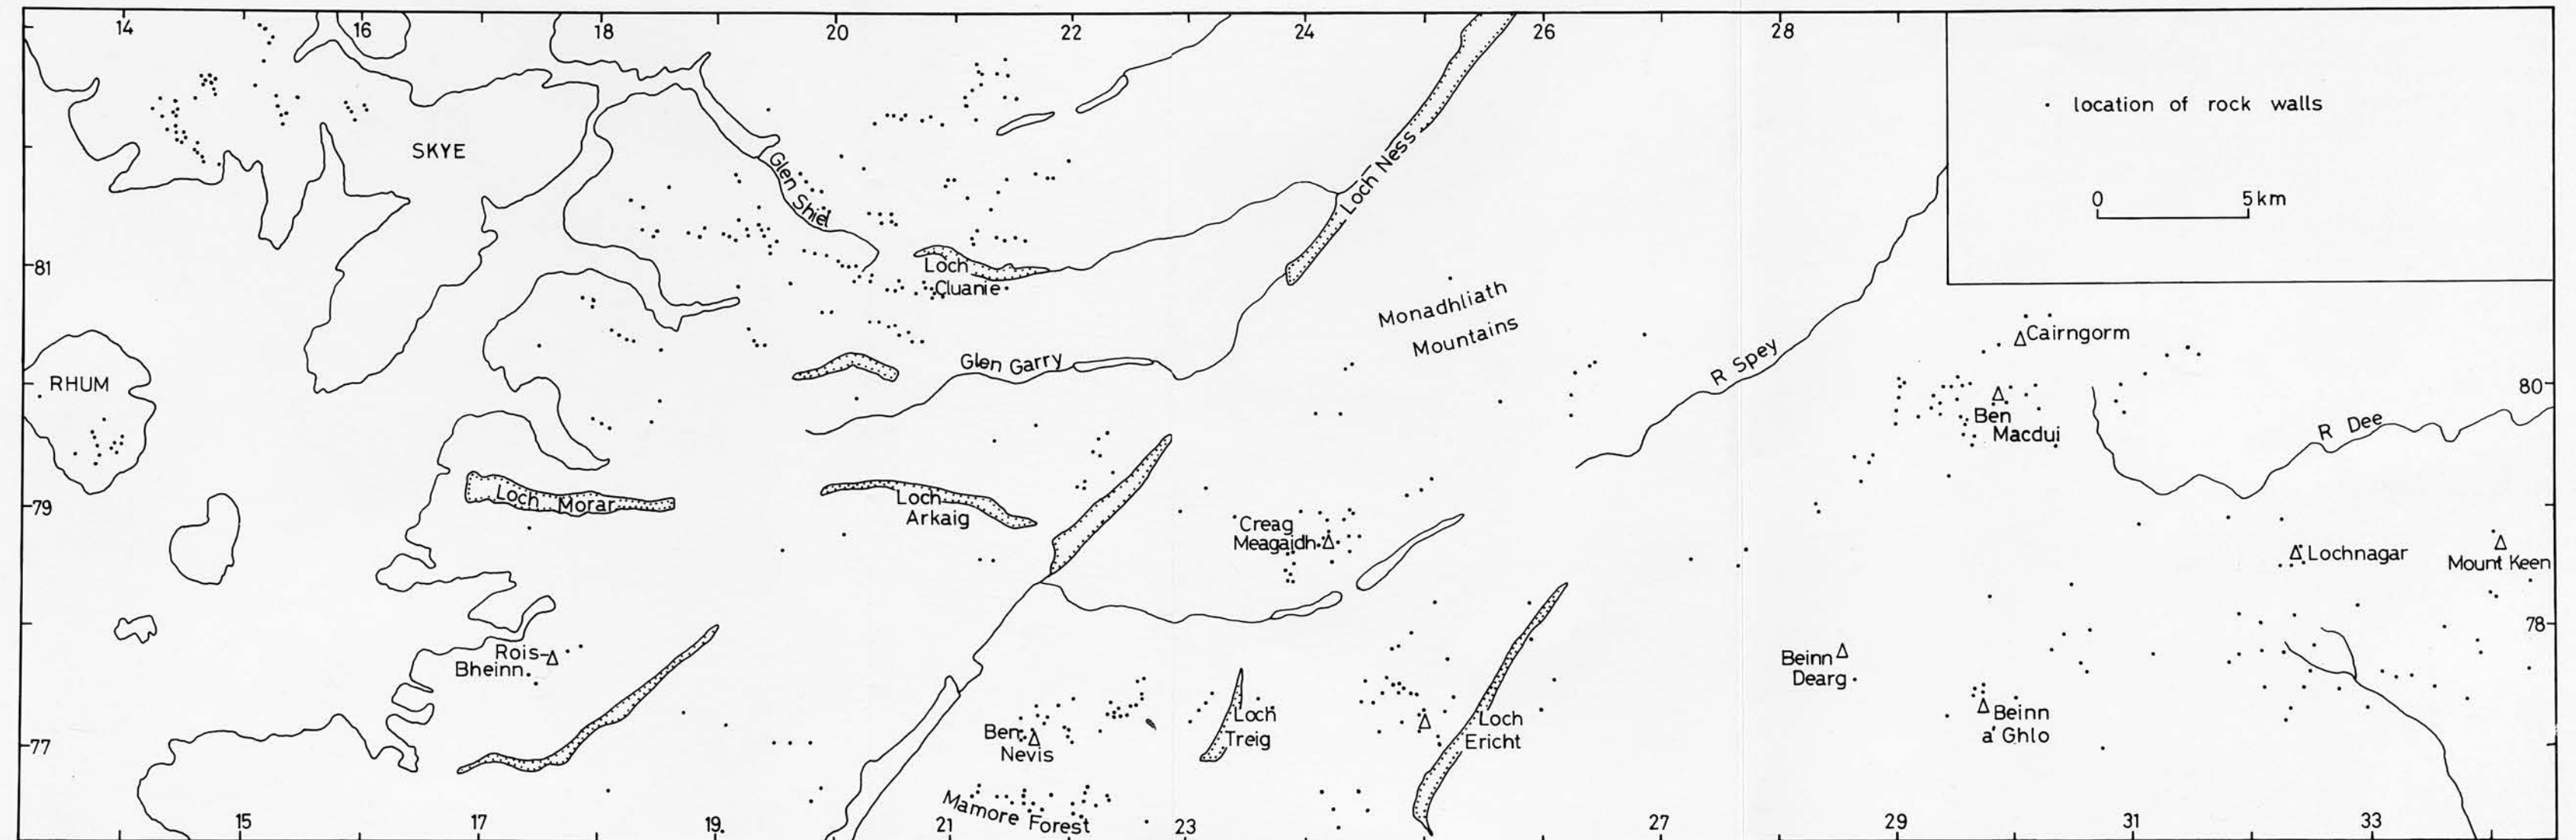 14 16 18 20 22 24 26 28
location of rock walls
SKYE
Loch Ness
0 5km
Glen Shiel
81
Loch
Cluanie
Monadhliath
Mountains
Cairngorm
Glen Garry
R Spey
RHUM
80
Ben
Macdui
R Dee
79
Loch Morar
Loch
Arkaig
Creag
Meagaidh
Lochnagar
Mount Keen
78
Rois-
Bheinn
Beinn
Dearg
Loch
Treig
Loch
Ericht
Beinn
a' Ghlo
77
Ben
Nevis
Mamore Forest
15 17 19 21 23 27 29 31 33